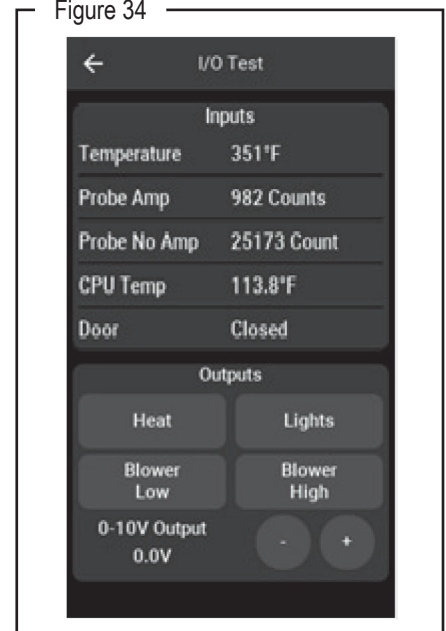 Figure 34
I/O Test
Inputs
Temperature 351°F
Probe Amp 982 Counts
Probe No Amp 25173 Count
CPU Temp 113.8°F
Door Closed
Outputs
Heat Lights
Blower Low Blower High
0-10V Output - +
0.0V